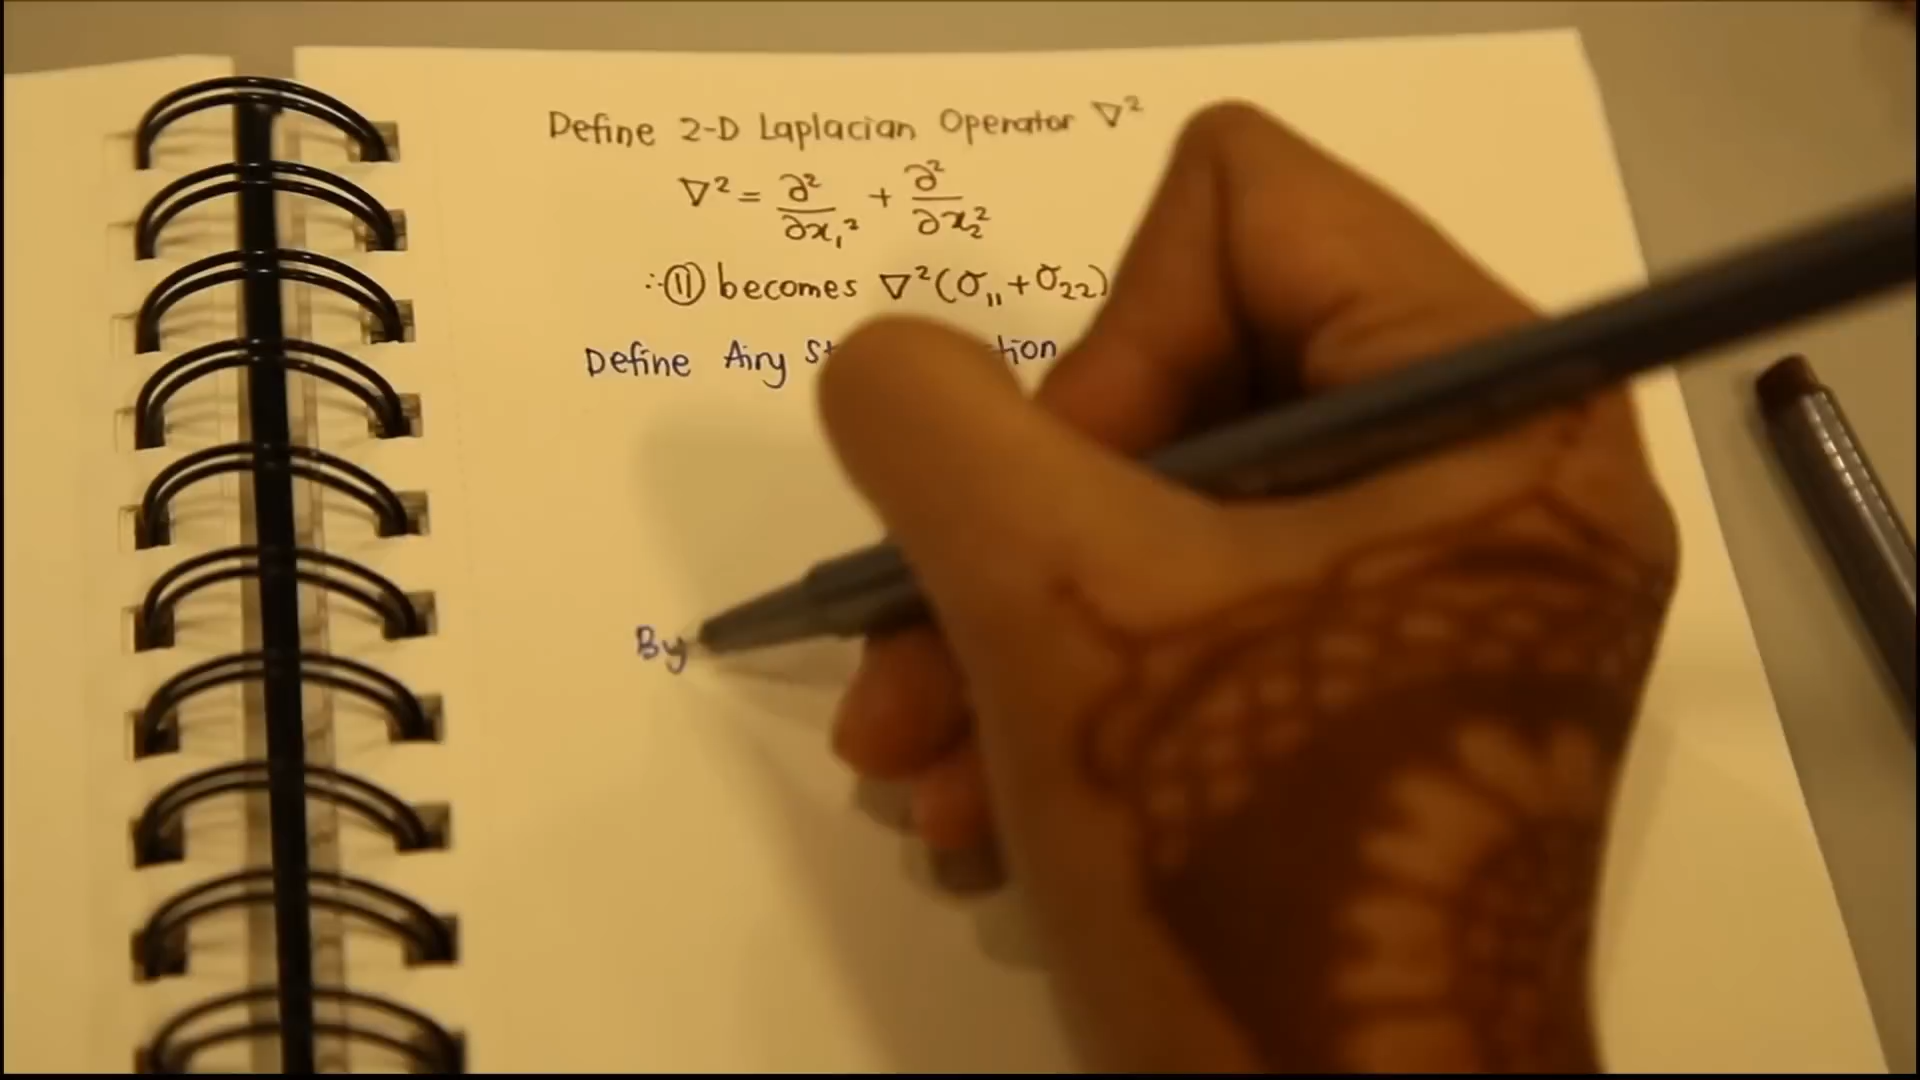 Define 2-D Laplacian Operator ∇²
∇² = ∂²/∂x₁² + ∂²/∂x₂²
∴ ⑪ becomes ∇²(σ₁₁+σ₂₂)
Define Airy
By